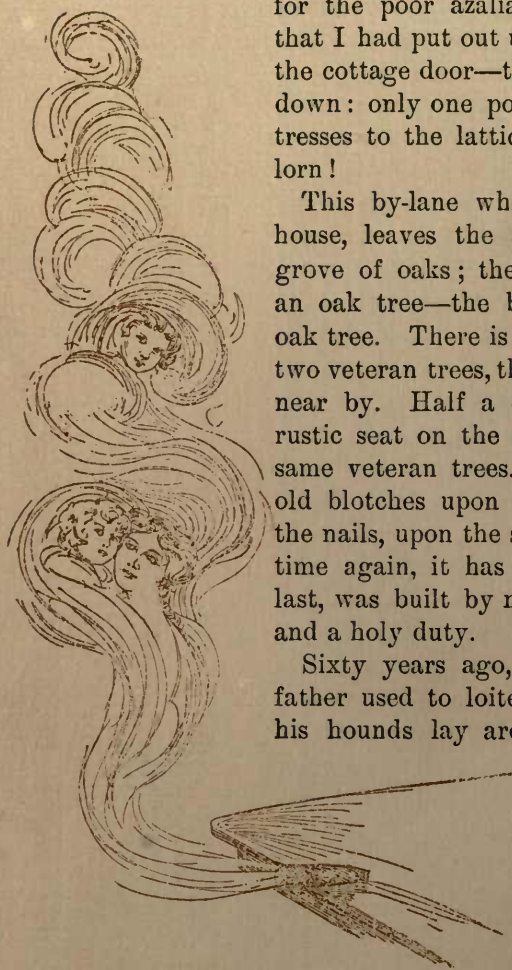 for the poor azalia
that I had put out u
the cottage door—t
down: only one po
tresses to the lattic
lorn!
This by-lane wh
house, leaves the
grove of oaks; the
an oak tree—the b
oak tree. There is
two veteran trees, th
near by. Half a
rustic seat on the
same veteran trees.
old blotches upon
the nails, upon the s
time again, it has
last, was built by m
and a holy duty.
Sixty years ago,
father used to loite
his hounds lay aro